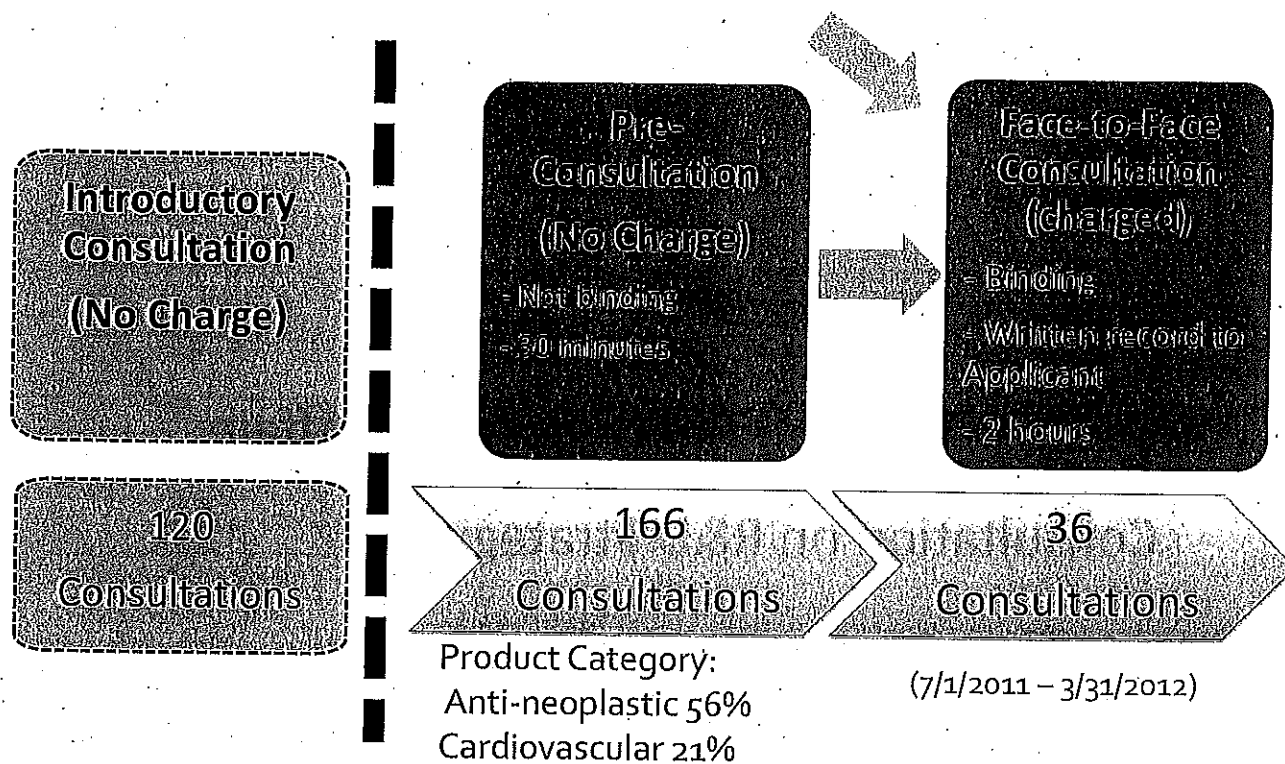 Introductory
Consultation
(No Charge)
120
Consultations
Pre-
Consultation
(No Charge)
- Not binding
- 30 minutes
Face-to-Face
Consultation
(charged)
- Binding
- Written record to
Applicant
- 2 hours
166
Consultations
36
Consultations
Product Category:
Anti-neoplastic 56%
Cardiovascular 21%
(7/1/2011 – 3/31/2012)